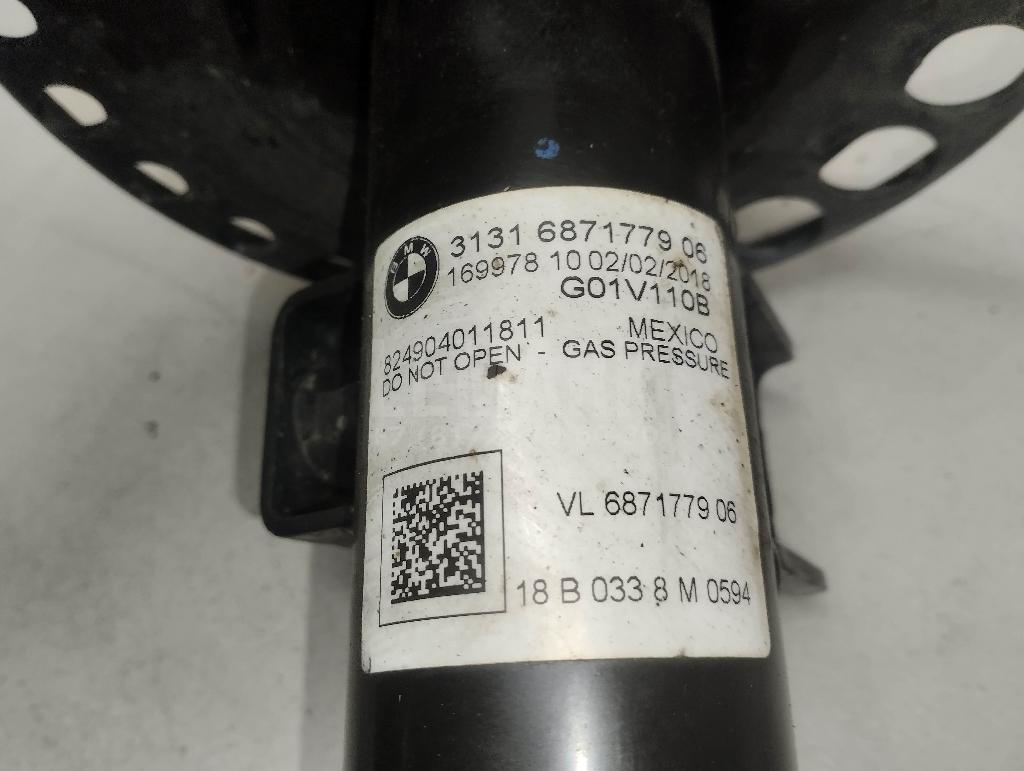 BMW
3131 6871779 06
169978 10 02/02/2018
G01V110B
824904011811 MEXICO
DO NOT OPEN - GAS PRESSURE
VL 6871779 06
18 B 033 8 M 0594